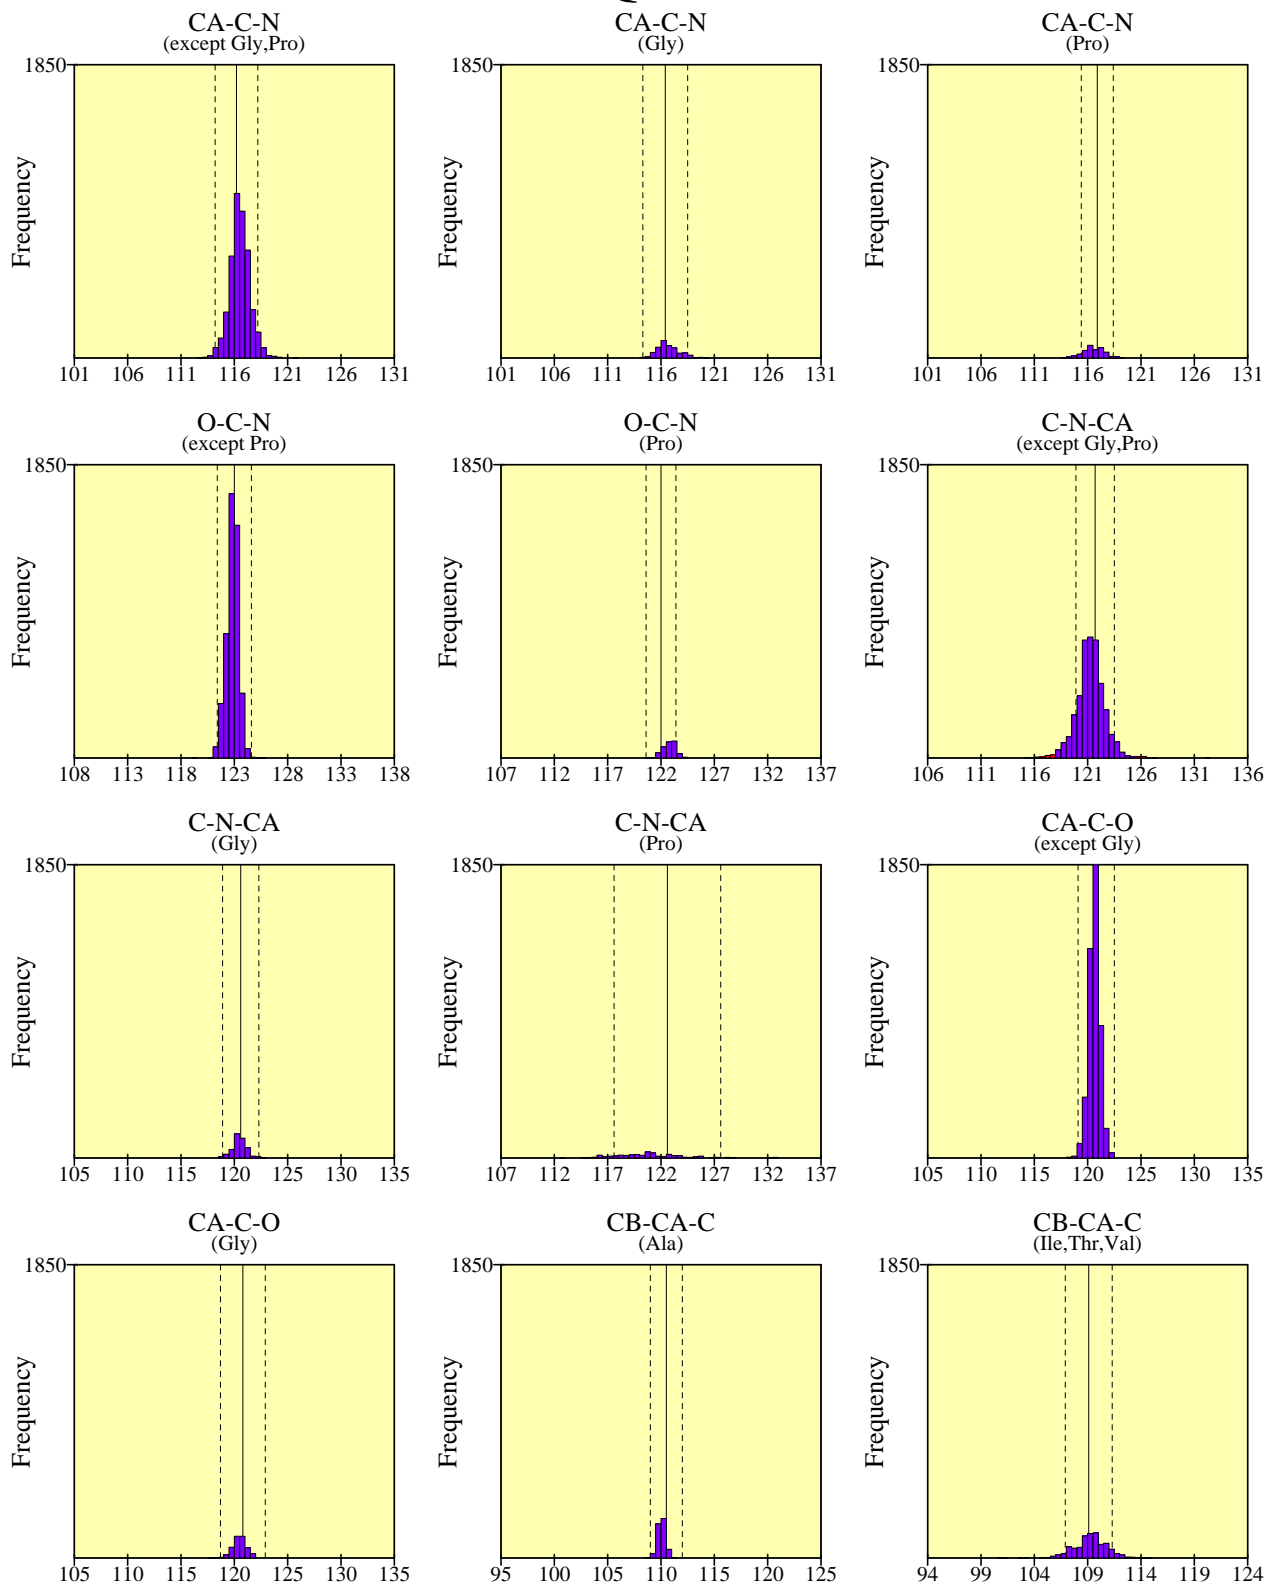 CA-C-N
(except Gly,Pro)
1850
Frequency
101 106 111 116 121 126 131
CA-C-N
(Gly)
1850
Frequency
101 106 111 116 121 126 131
CA-C-N
(Pro)
1850
Frequency
101 106 111 116 121 126 131
O-C-N
(except Pro)
1850
Frequency
108 113 118 123 128 133 138
O-C-N
(Pro)
1850
Frequency
107 112 117 122 127 132 137
C-N-CA
(except Gly,Pro)
1850
Frequency
106 111 116 121 126 131 136
C-N-CA
(Gly)
1850
Frequency
105 110 115 120 125 130 135
C-N-CA
(Pro)
1850
Frequency
107 112 117 122 127 132 137
CA-C-O
(except Gly)
1850
Frequency
105 110 115 120 125 130 135
CA-C-O
(Gly)
1850
Frequency
105 110 115 120 125 130 135
CB-CA-C
(Ala)
1850
Frequency
95 100 105 110 115 120 125
CB-CA-C
(Ile,Thr,Val)
1850
Frequency
94 99 104 109 114 119 124